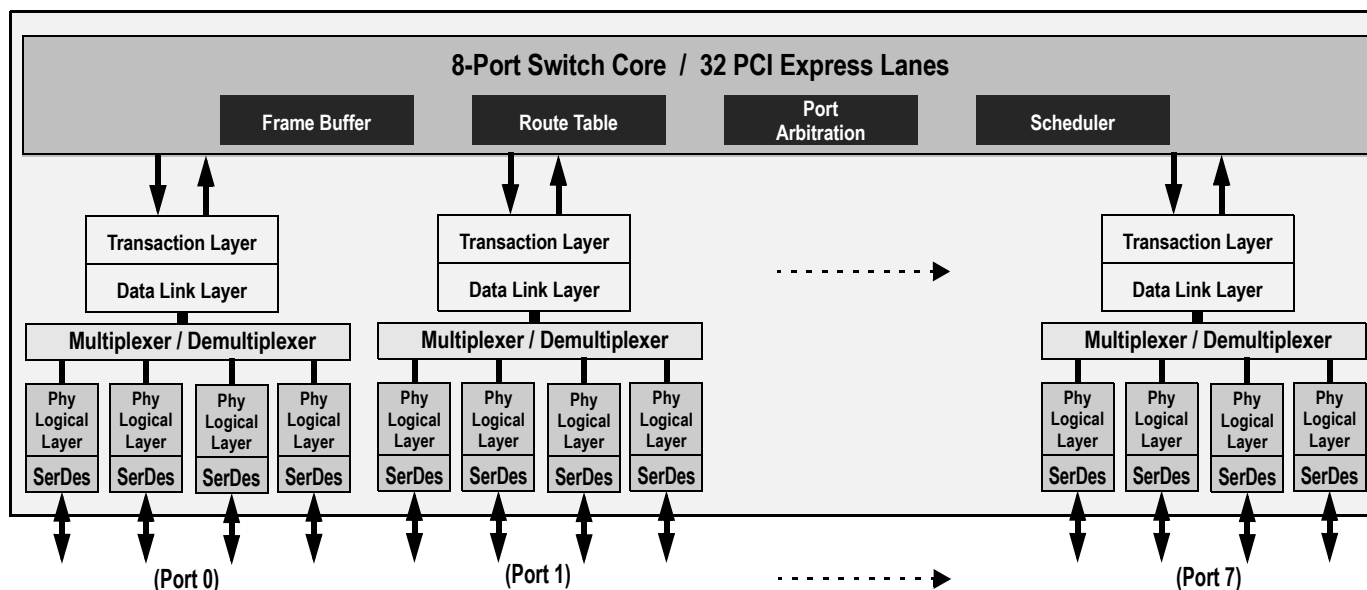 8-Port Switch Core / 32 PCI Express Lanes
Frame Buffer
Route Table
Port
Arbitration
Scheduler
Transaction Layer
Data Link Layer
Multiplexer / Demultiplexer
Phy
Logical
Layer
SerDes
Phy
Logical
Layer
SerDes
Phy
Logical
Layer
SerDes
Phy
Logical
Layer
SerDes
(Port 0)
Transaction Layer
Data Link Layer
Multiplexer / Demultiplexer
Phy
Logical
Layer
SerDes
Phy
Logical
Layer
SerDes
Phy
Logical
Layer
SerDes
Phy
Logical
Layer
SerDes
(Port 1)
Transaction Layer
Data Link Layer
Multiplexer / Demultiplexer
Phy
Logical
Layer
SerDes
Phy
Logical
Layer
SerDes
Phy
Logical
Layer
SerDes
Phy
Logical
Layer
SerDes
(Port 7)